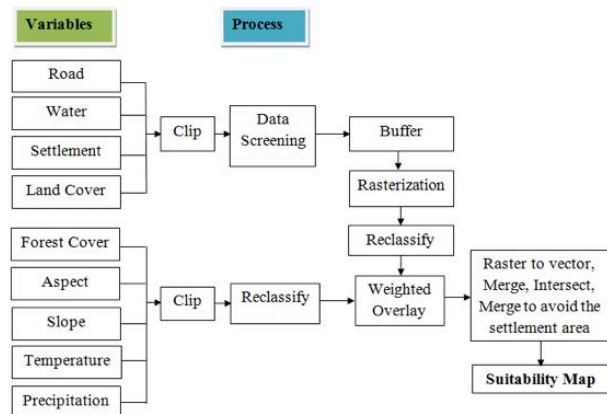 Variables
Process
Road
Water
Settlement
Land Cover
Clip
Data
Screening
Buffer
Rasterization
Reclassify
Forest Cover
Aspect
Slope
Temperature
Precipitation
Clip
Reclassify
Weighted
Overlay
Raster to vector,
Merge, Intersect,
Merge to avoid the
settlement area
Suitability Map